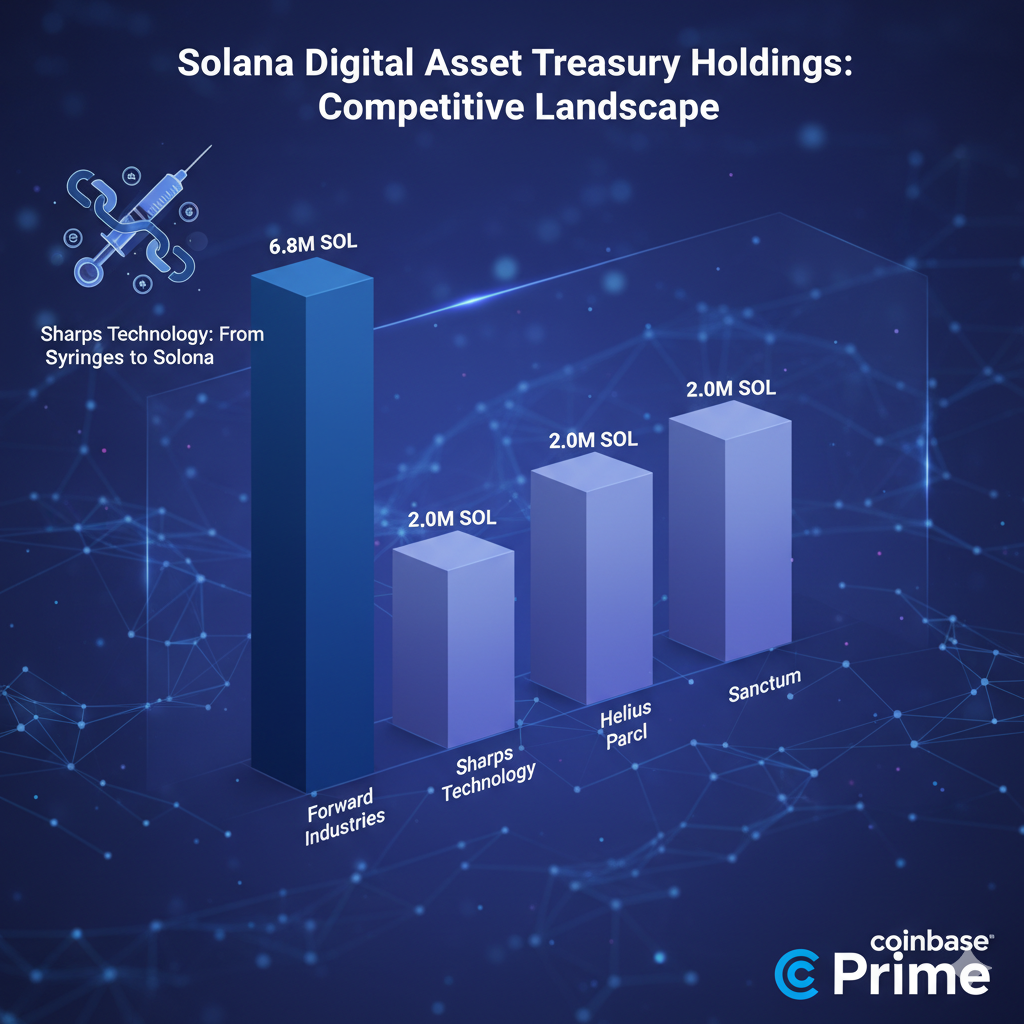 Solana Digital Asset Treasury Holdings:
Competitive Landscape
Sharps Technology: From
Syringes to Solona
6.8M SOL
2.0M SOL
2.0M SOL
2.0M SOL
Forward
Industries
Sharps
Technology
Helius
Parcl
Sanctum
coinbase
Prime